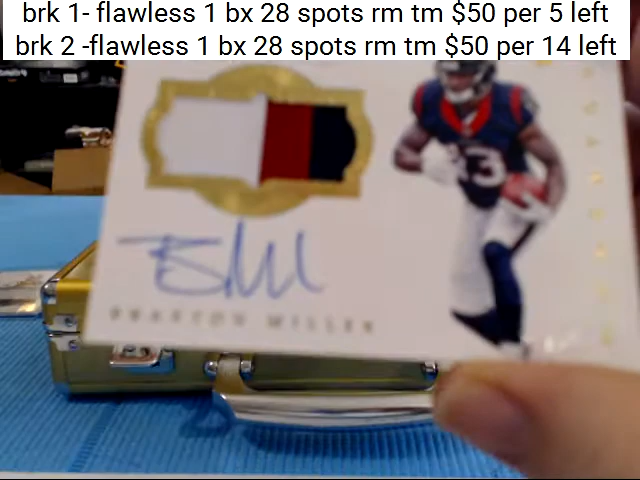 brk 1- flawless 1 bx 28 spots rm tm $50 per 5 left
brk 2 -flawless 1 bx 28 spots rm tm $50 per 14 left
13
BRAXTON MILLER